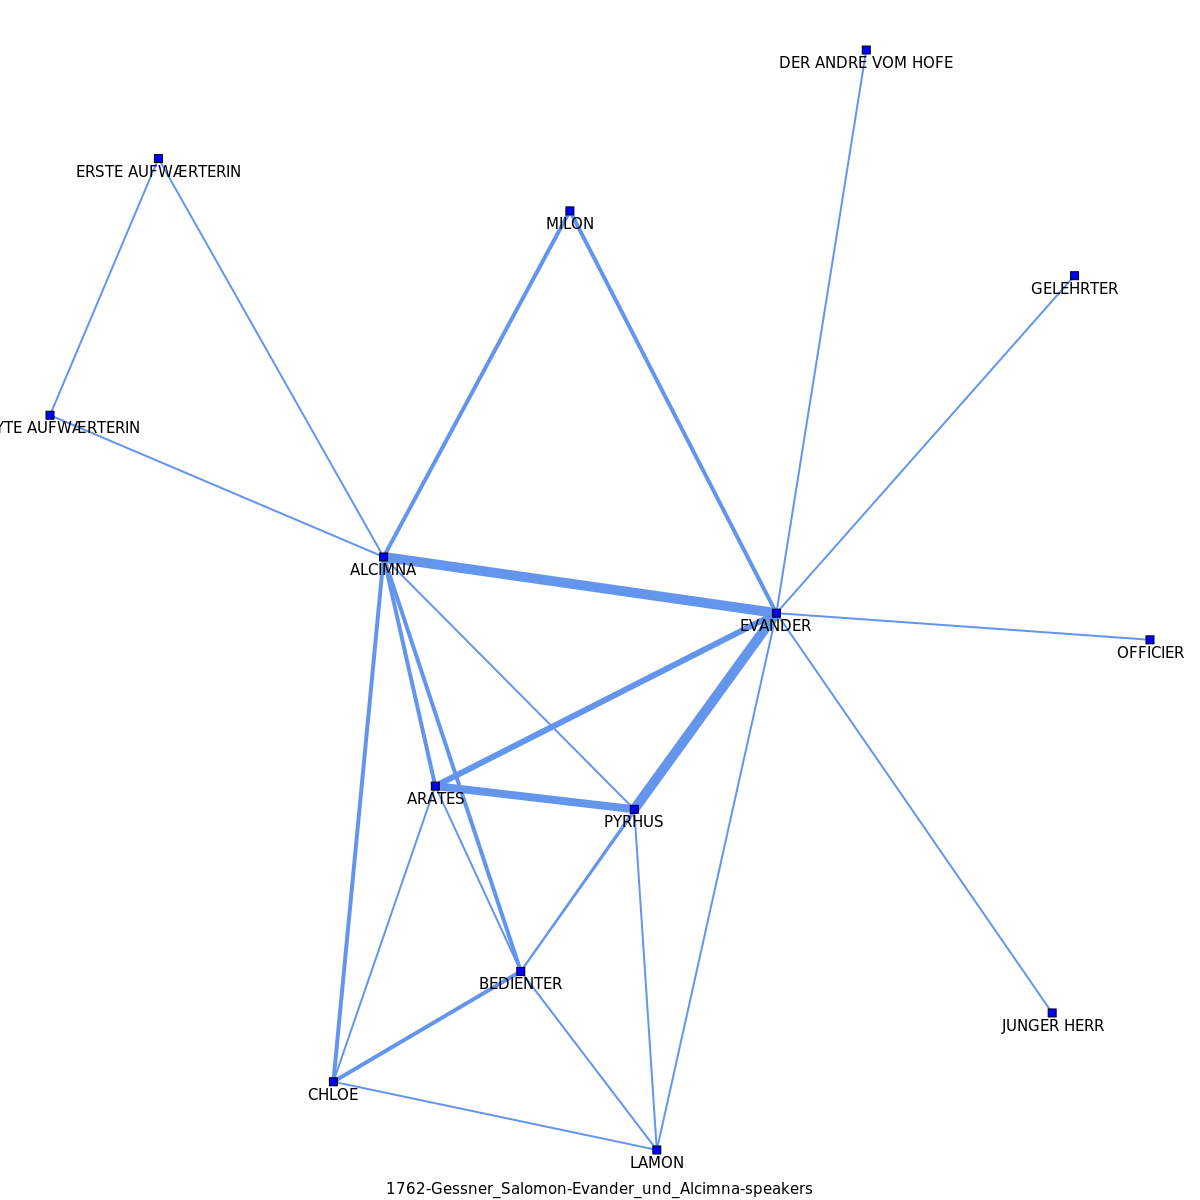 DER ANDRE VOM HOFE
ERSTE AUFWÆRTERIN
MILON
GELEHRTER
YTE AUFWÆRTERIN
ALCIMNA
EVANDER
OFFICIER
ARATES
PYRHUS
BEDIENTER
JUNGER HERR
CHLOE
LAMON
1762-Gessner_Salomon-Evander_und_Alcimna-speakers